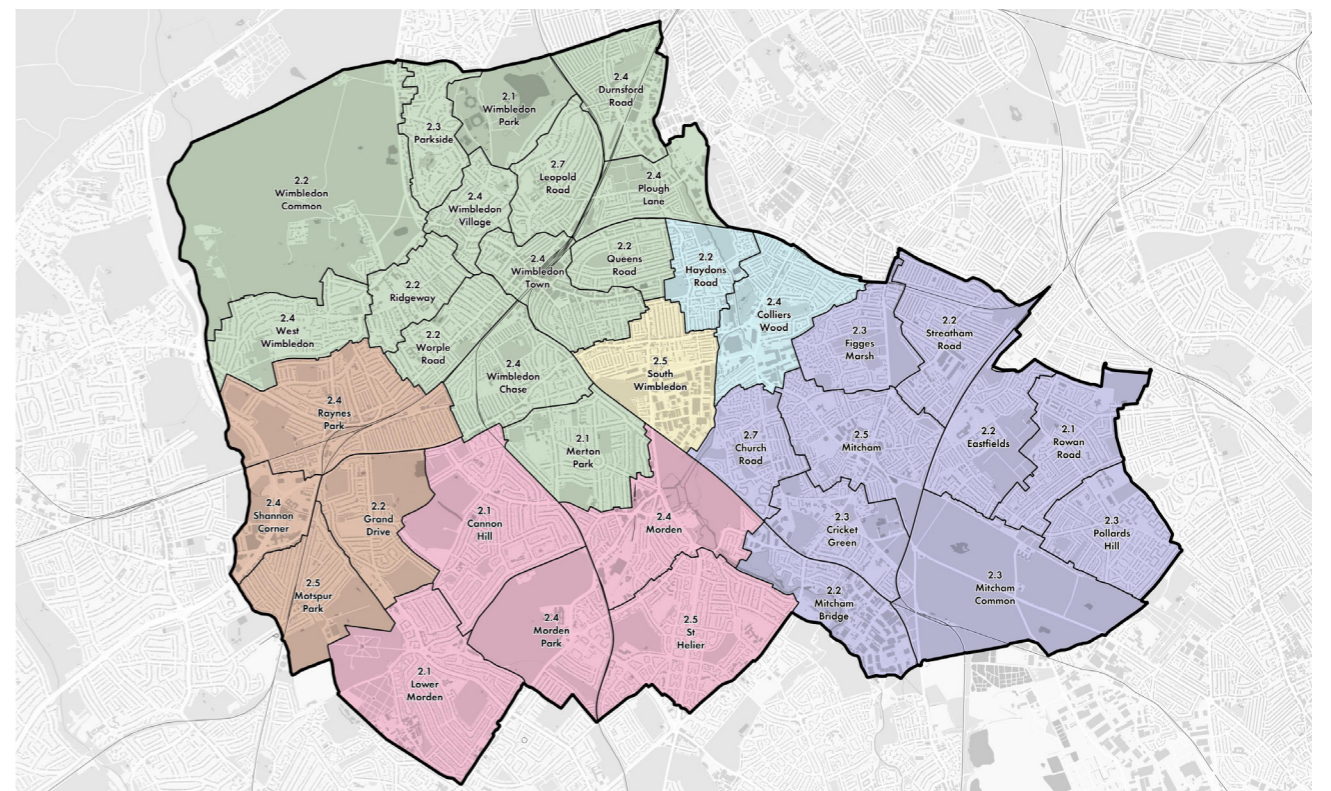 2.4
Durnsford
Road
2.1
Wimbledon
Park
2.3
Parkside
2.7
Leopold
Road
2.4
Plough
Lane
2.2
Wimbledon
Common
2.4
Wimbledon
Village
2.2
Queens
Road
2.4
Wimbledon
Town
2.2
Haydons
Road
2.2
Ridgeway
2.4
Colliers
Wood
2.4
West
Wimbledon
2.2
Worple
Road
2.3
Figges
Marsh
2.2
Streatham
Road
2.4
Wimbledon
Chase
2.5
South
Wimbledon
2.4
Raynes
Park
2.1
Merton
Park
2.7
Church
Road
2.5
Mitcham
2.2
Eastfields
2.1
Rowan
Road
2.4
Shannon
Corner
2.2
Grand
Drive
2.1
Cannon
Hill
2.4
Morden
2.3
Cricket
Green
2.3
Pollards
Hill
2.5
Motspur
Park
2.3
Mitcham
Common
2.2
Mitcham
Bridge
2.4
Morden
Park
2.5
St
Helier
2.1
Lower
Morden